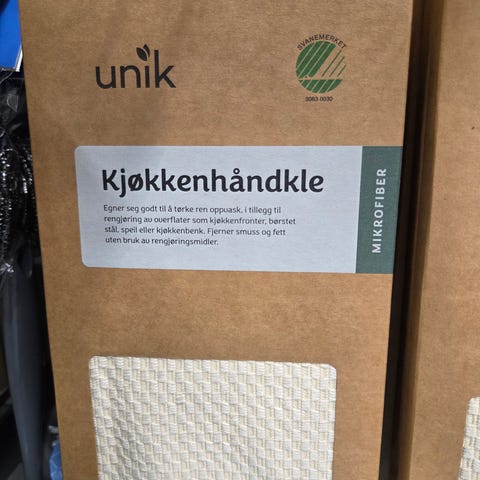 unik
SVANEMERKET
3083 0030
Kjøkkenhåndkle
Egner seg godt til å tørke ren oppvask, i tillegg til
rengjøring av overflater som kjøkkenfronter, børstet
stål, speil eller kjøkkenbenk. Fjerner smuss og fett
uten bruk av rengjøringsmidler.
MIKROFIBER